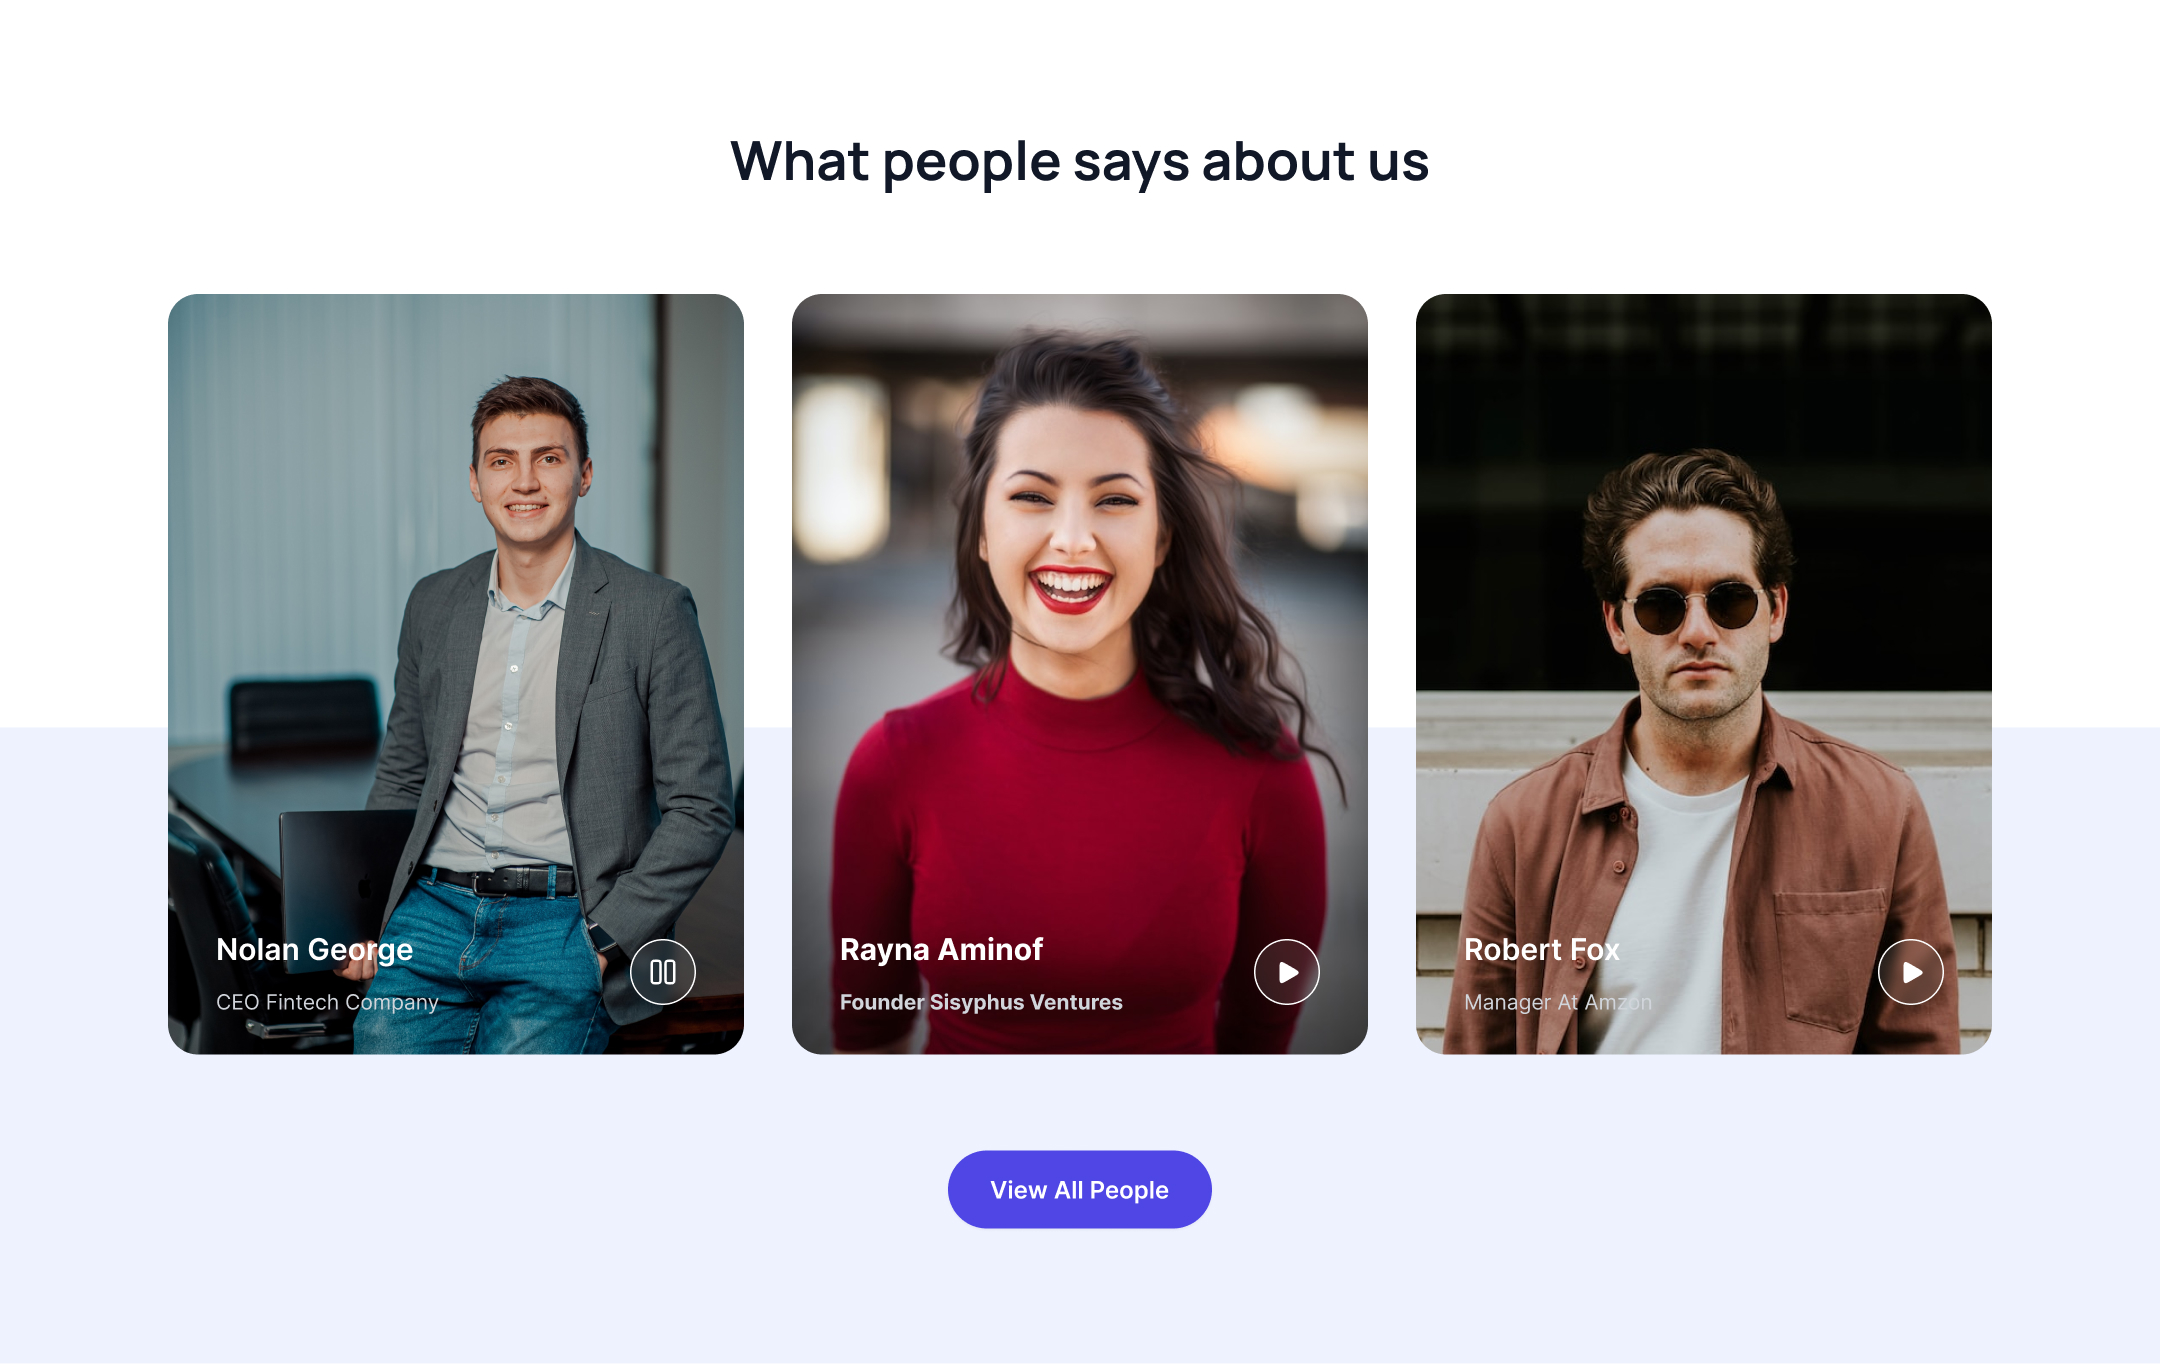 What people says about us
Nolan George
CEO Fintech Company
Rayna Aminof
Founder Sisyphus Ventures
Robert Fox
Manager At Amzon
View All People